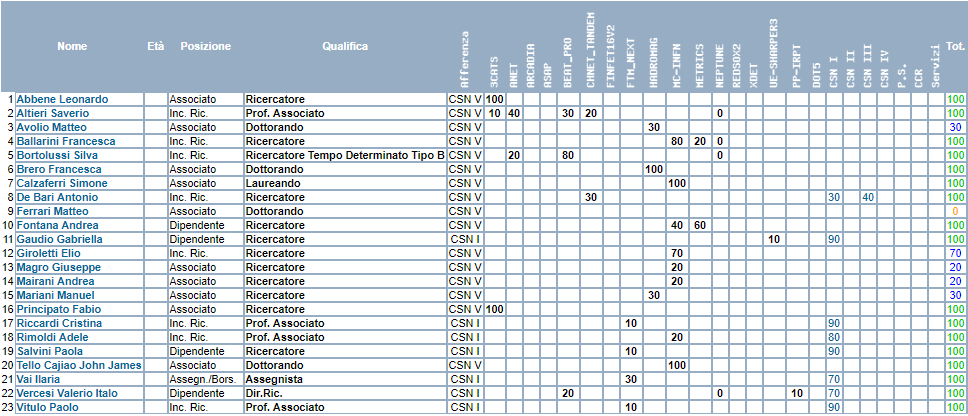 Nome Età Posizione Qualifica Afferenza 3CATS ANET ARCADIA ASAP BEAT_PRO CHNET_TANDEM FINFET16V2 FTM_NEXT HADROMAG MC-INFN METRICS NEPTUNE REDSOX2 XDET UE-SHARPER3 PP-IRPT DOT5 CSN I CSN II CSN III CSN IV P.S. CCR Servizi Tot.
1 Abbene Leonardo Associato Ricercatore CSN V 100 100
2 Altieri Saverio Inc. Ric. Prof. Associato CSN V 10 40 30 20 0 100
3 Avolio Matteo Associato Dottorando CSN V 30 30
4 Ballarini Francesca Inc. Ric. Ricercatore CSN V 80 20 0 100
5 Bortolussi Silva Inc. Ric. Ricercatore Tempo Determinato Tipo B CSN V 20 80 0 100
6 Brero Francesca Associato Dottorando CSN V 100 100
7 Calzaferri Simone Associato Laureando CSN V 100 100
8 De Bari Antonio Inc. Ric. Ricercatore CSN V 30 30 40 100
9 Ferrari Matteo Associato Dottorando CSN V 0
10 Fontana Andrea Dipendente Ricercatore CSN V 40 60 100
11 Gaudio Gabriella Dipendente Ricercatore CSN I 10 90 100
12 Giroletti Elio Inc. Ric. Ricercatore CSN V 70 70
13 Magro Giuseppe Associato Ricercatore CSN V 20 20
14 Mairani Andrea Associato Ricercatore CSN V 20 20
15 Mariani Manuel Associato Ricercatore CSN V 30 30
16 Principato Fabio Associato Ricercatore CSN V 100 100
17 Riccardi Cristina Inc. Ric. Prof. Associato CSN I 10 90 100
18 Rimoldi Adele Inc. Ric. Prof. Associato CSN I 20 80 100
19 Salvini Paola Dipendente Ricercatore CSN I 10 90 100
20 Tello Cajiao John James Associato Dottorando CSN V 100 100
21 Vai Ilaria Assegn./Bors. Assegnista CSN I 30 70 100
22 Vercesi Valerio Italo Dipendente Dir.Ric. CSN I 20 0 10 70 100
23 Vitulo Paolo Inc. Ric. Prof. Associato CSN I 10 90 100